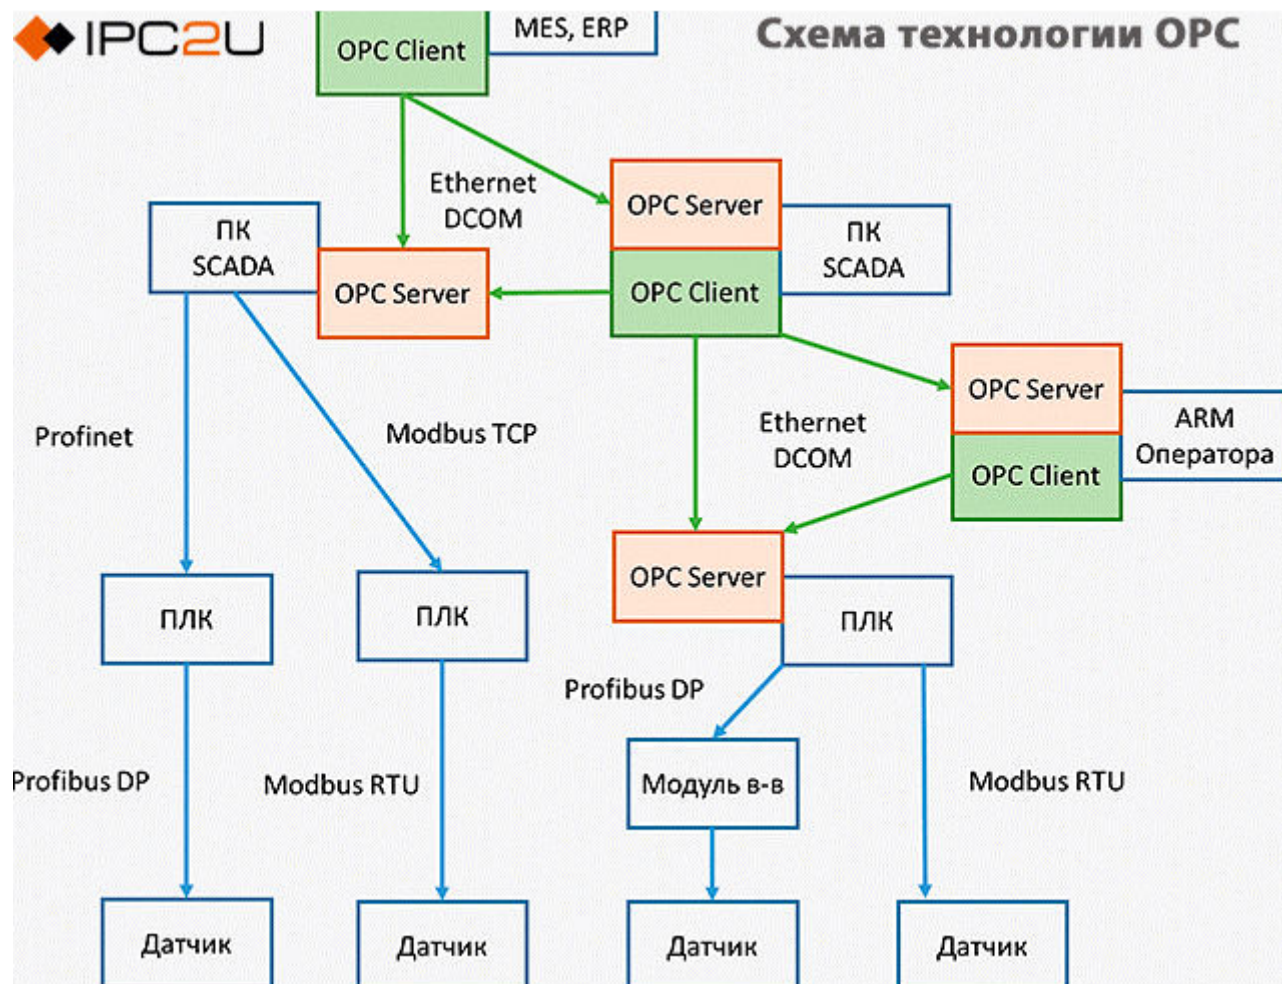 IPC2U
OPC Client
MES, ERP
Схема технологии OPC
Ethernet
DCOM
OPC Server
ПК
SCADA
ПК
SCADA
OPC Server
OPC Client
OPC Server
ARM
Оператора
OPC Client
Profinet
Modbus TCP
Ethernet
DCOM
OPC Server
ПЛК
ПЛК
ПЛК
Profibus DP
Profibus DP
Modbus RTU
Модуль в-в
Modbus RTU
Датчик
Датчик
Датчик
Датчик